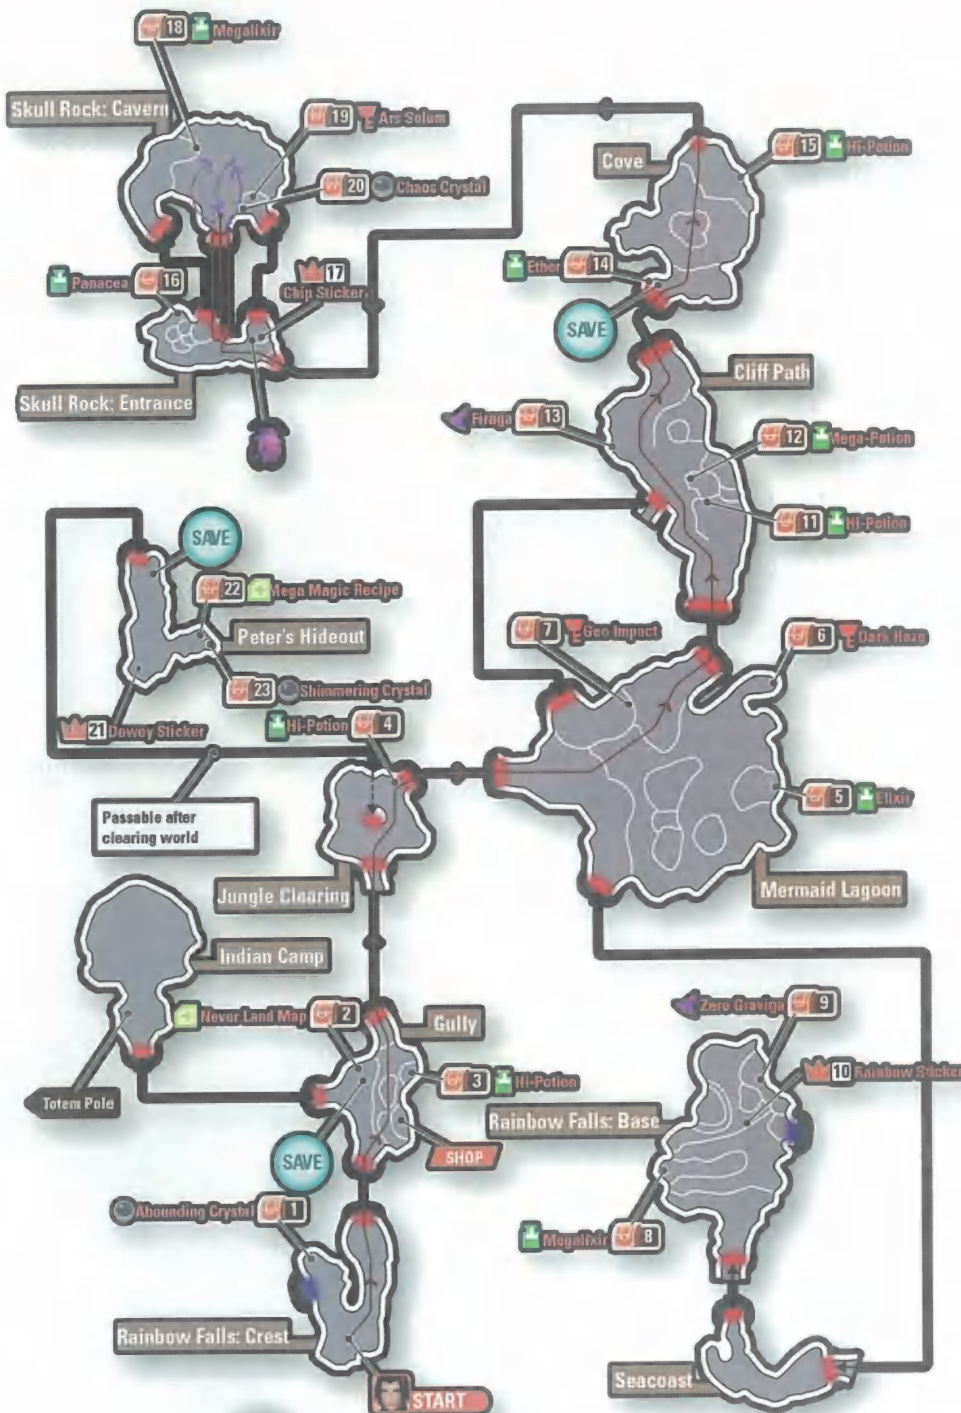 18 Megalixir
Skull Rock: Cavern
19 Ars Solum
20 Chaos Crystal
Panacea 16
17
Chip Sticker
Skull Rock: Entrance
Cove
15 Hi-Potion
Ether 14
SAVE
Cliff Path
Firaga 13
12 Mega-Potion
11 Hi-Potion
SAVE
22 Mega Magic Recipe
Peter's Hideout
23 Shimmering Crystal
21 Dewey Sticker
Hi-Potion 4
7 Geo Impact
6 Dark Haze
5 Elixir
Passable after
clearing world
Jungle Clearing
Mermaid Lagoon
Indian Camp
Never Land Map 2
Gully
3 Hi-Potion
Totem Pole
SAVE
SHOP
Zero Graviga 9
10 Rainbow Sticker
Rainbow Falls: Base
Abounding Crystal 1
Megalixir 8
Rainbow Falls: Crest
START
Seacoast